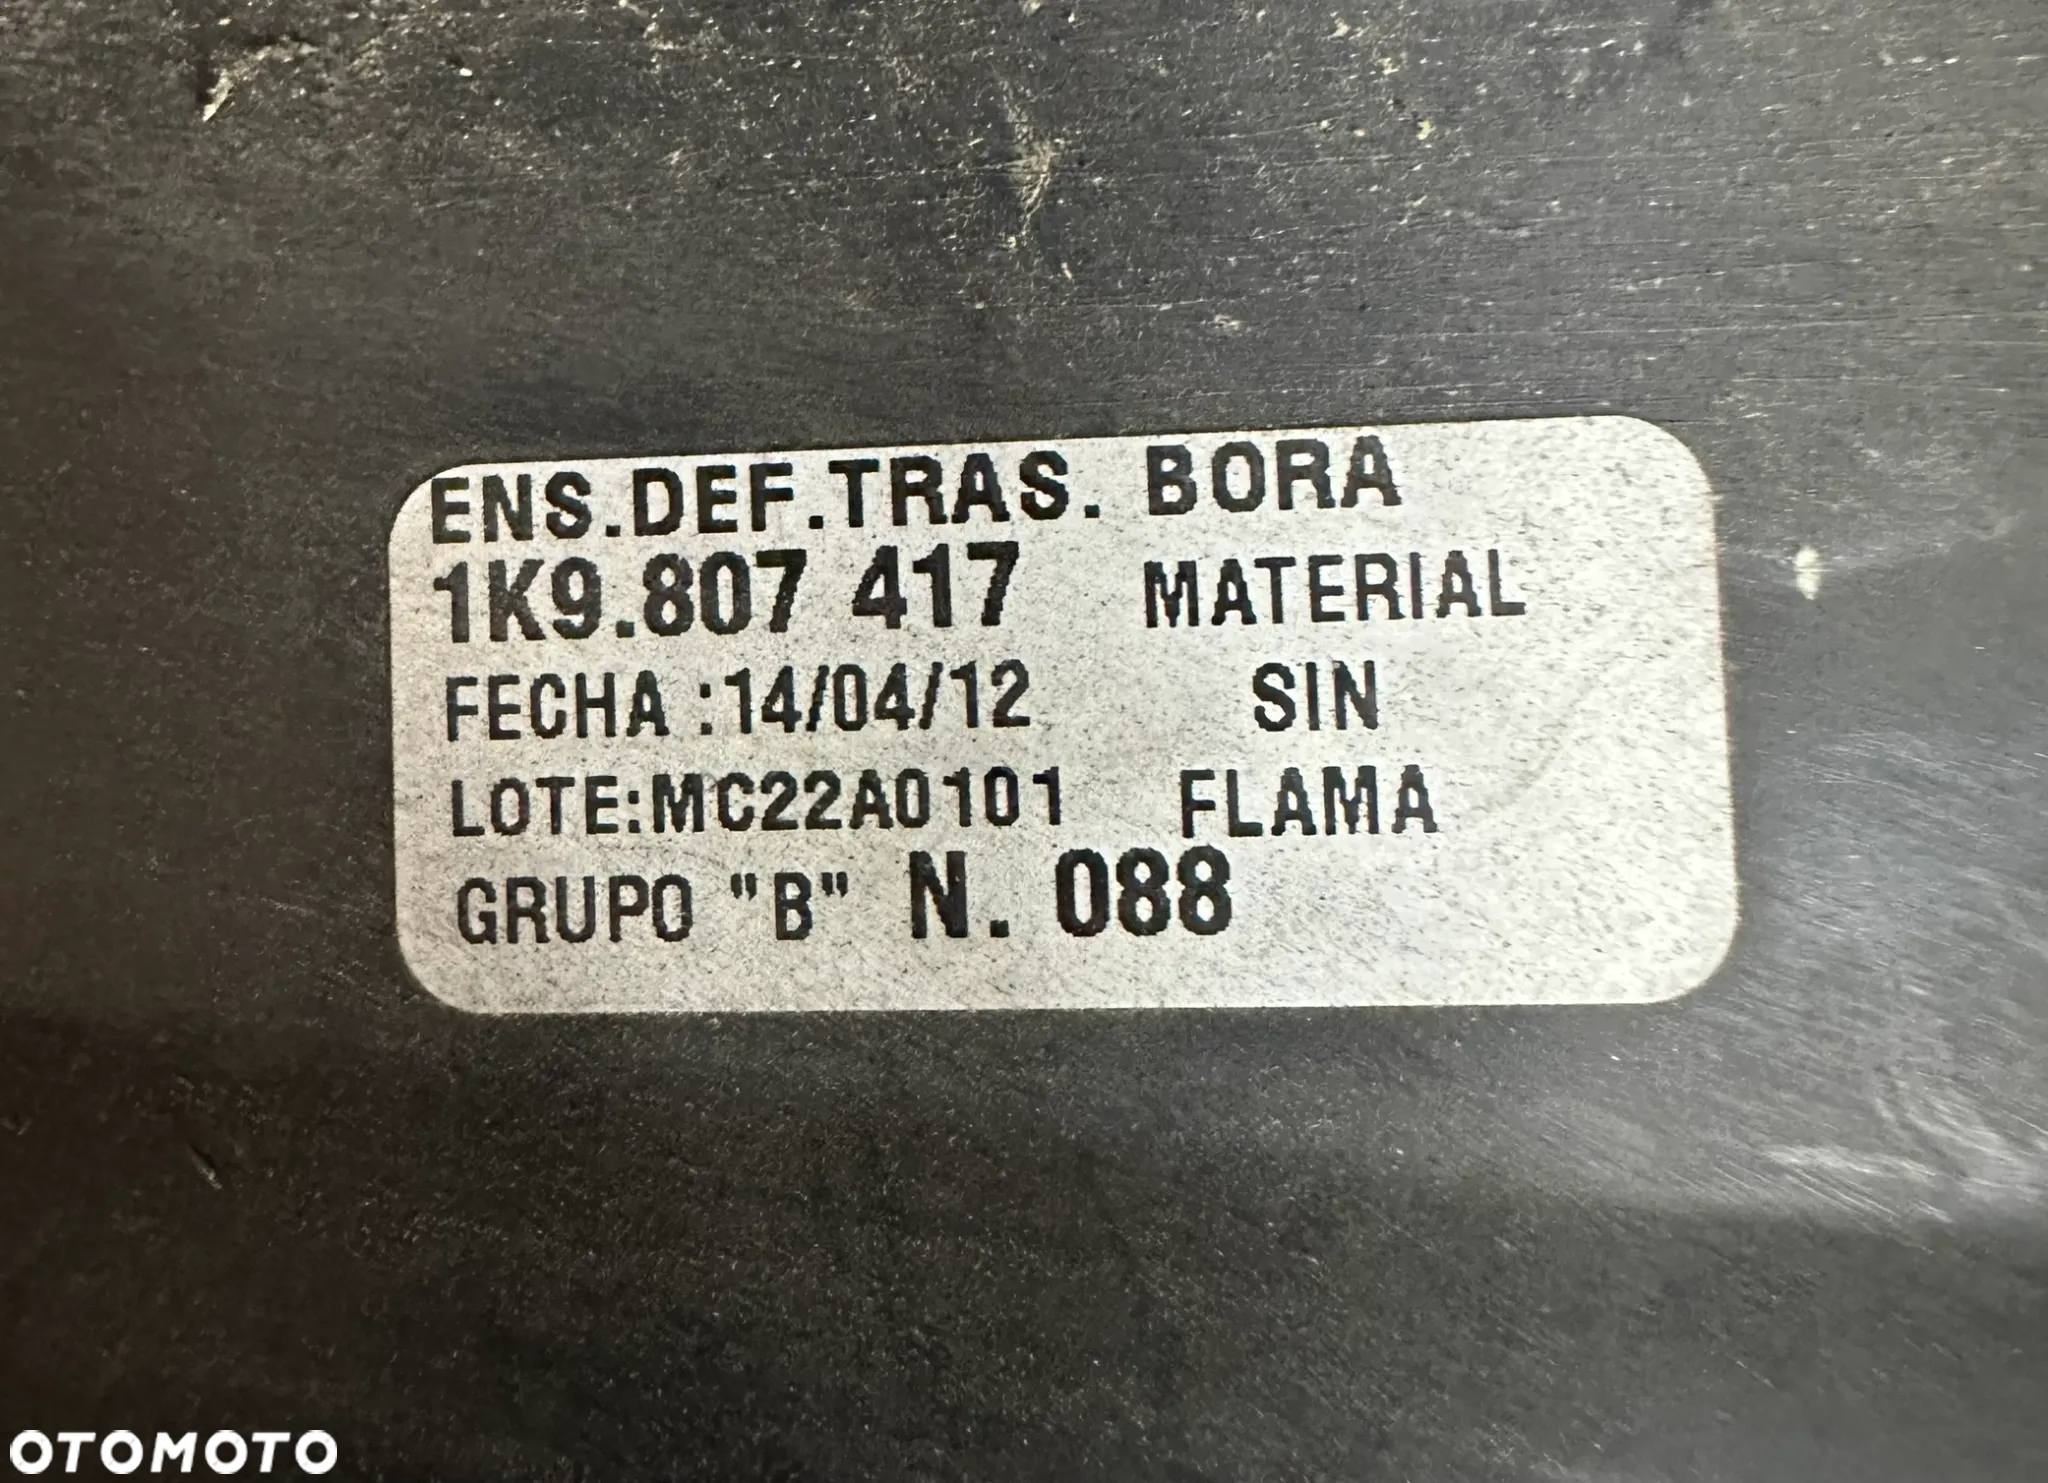 ENS.DEF.TRAS. BORA
1K9.807 417 MATERIAL
FECHA :14/04/12 SIN
LOTE:MC22A0101 FLAMA
GRUPO "B" N. 088
OTOMOTO